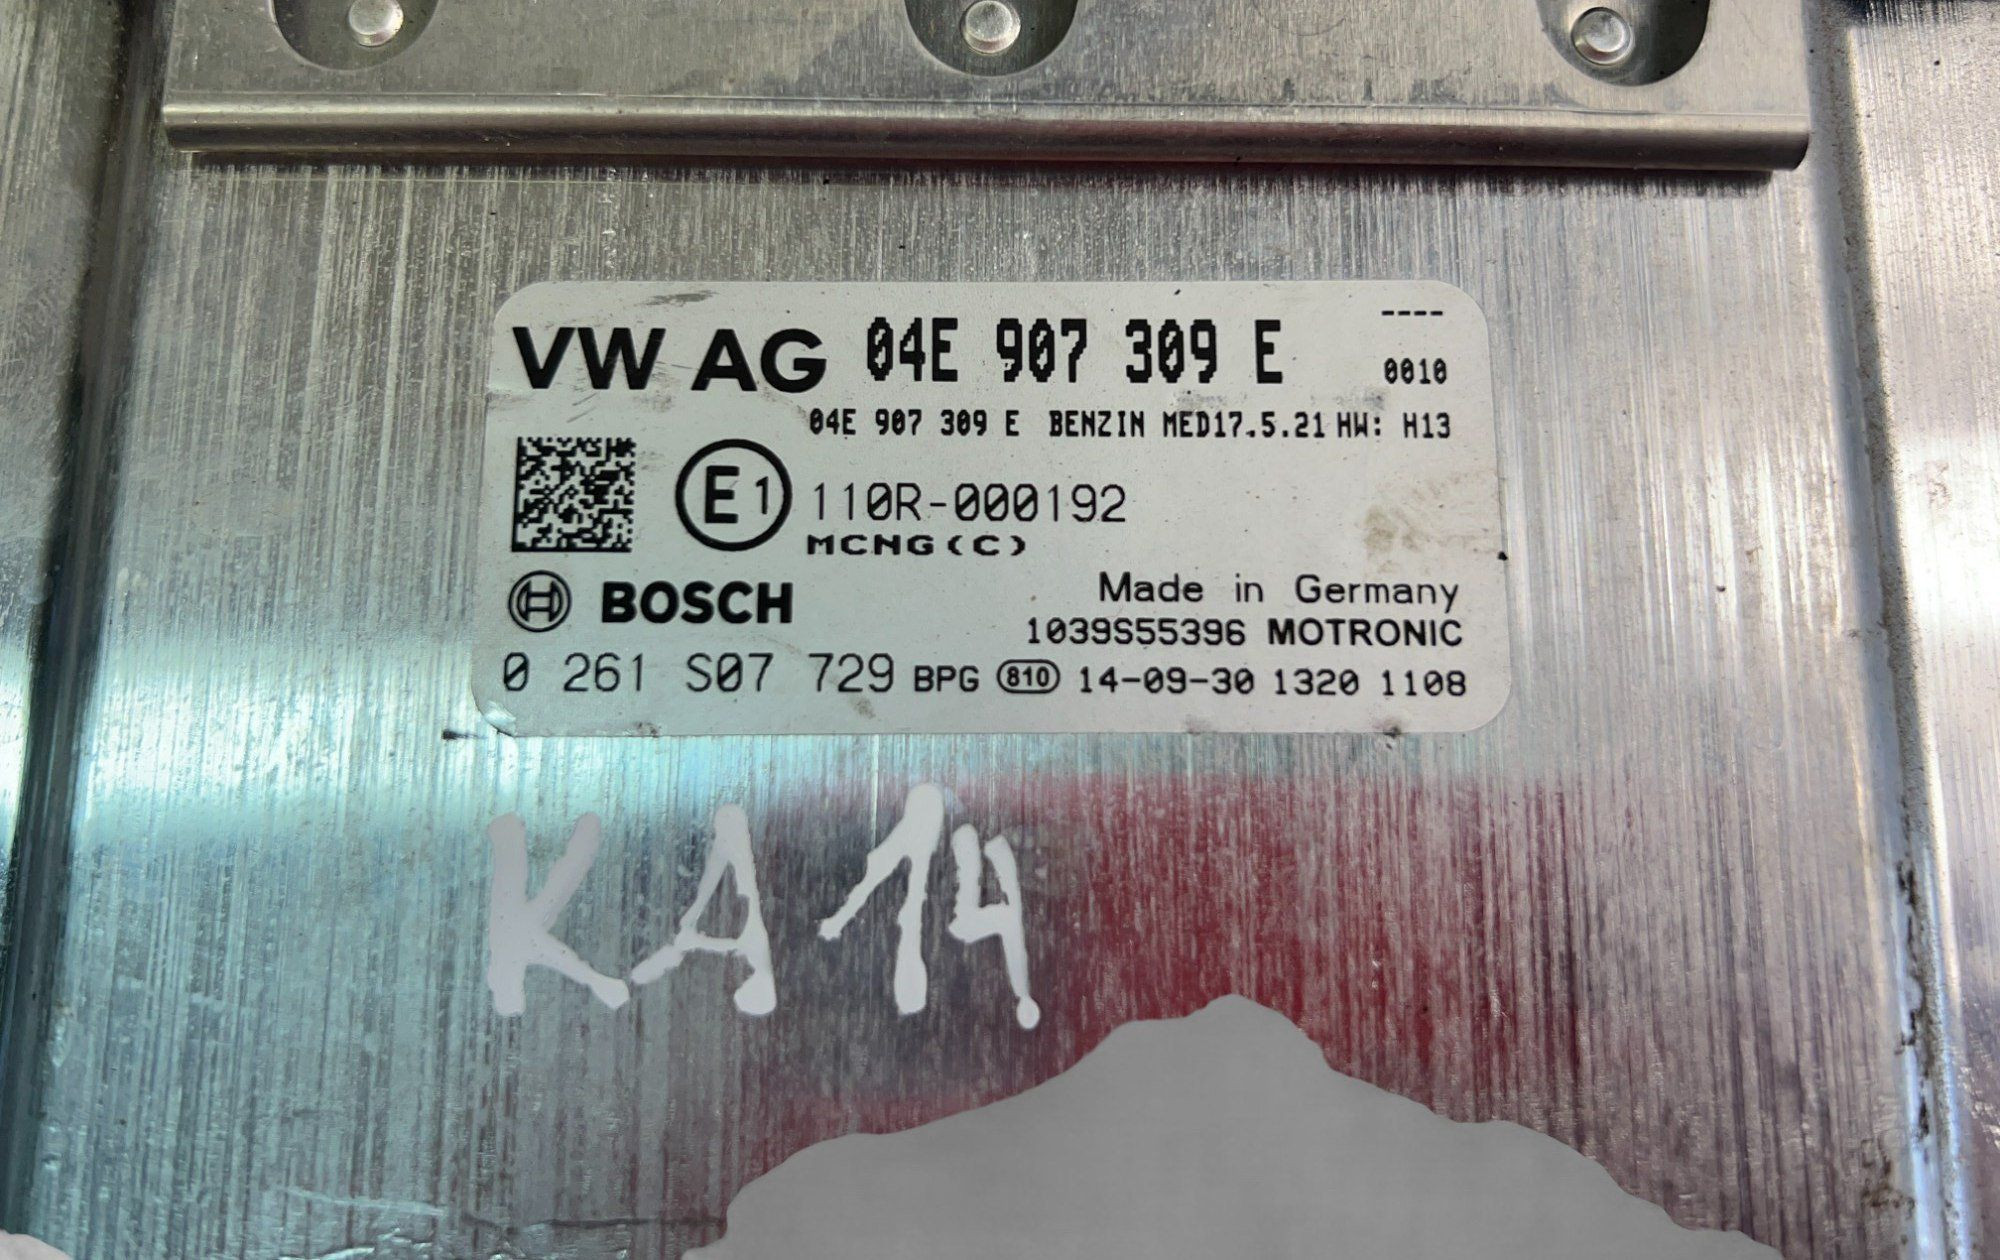 VW AG 04E 907 309 E ----
0010
04E 907 309 E BENZIN MED17.5.21 HW: H13
E1 110R-000192
MCNG(C)
BOSCH Made in Germany
1039S55396 MOTRONIC
0 261 S07 729 BPG 810 14-09-30 1320 1108
KA14